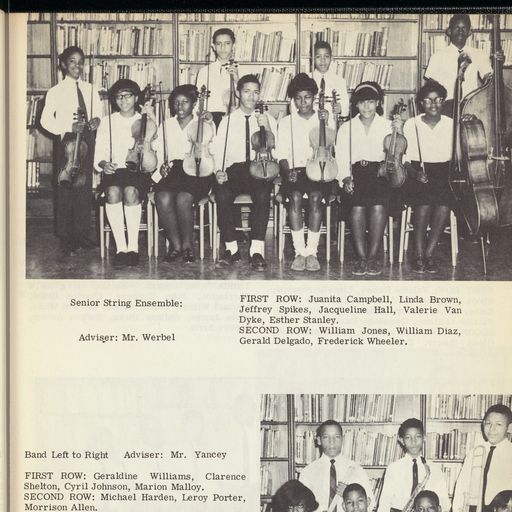 Senior String Ensemble:
Adviser: Mr. Werbel
FIRST ROW: Juanita Campbell, Linda Brown,
Jeffrey Spikes, Jacqueline Hall, Valerie Van
Dyke, Esther Stanley.
SECOND ROW: William Jones, William Diaz,
Gerald Delgado, Frederick Wheeler.
Band Left to Right Adviser: Mr. Yancey
FIRST ROW: Geraldine Williams, Clarence
Shelton, Cyril Johnson, Marion Malloy.
SECOND ROW: Michael Harden, Leroy Porter,
Morrison Allen.